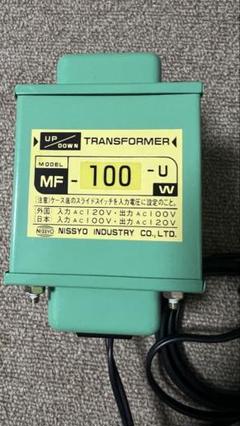 UP/DOWN TRANSFORMER
MODEL
MF-100-U
W
(注意)ケース底のスライドスイッチを入力電圧に設定のこと。
外国 入力AC120V・出力AC100V
日本 入力AC100V・出力AC120V
NISSYO NISSYO INDUSTRY CO.,LTD.